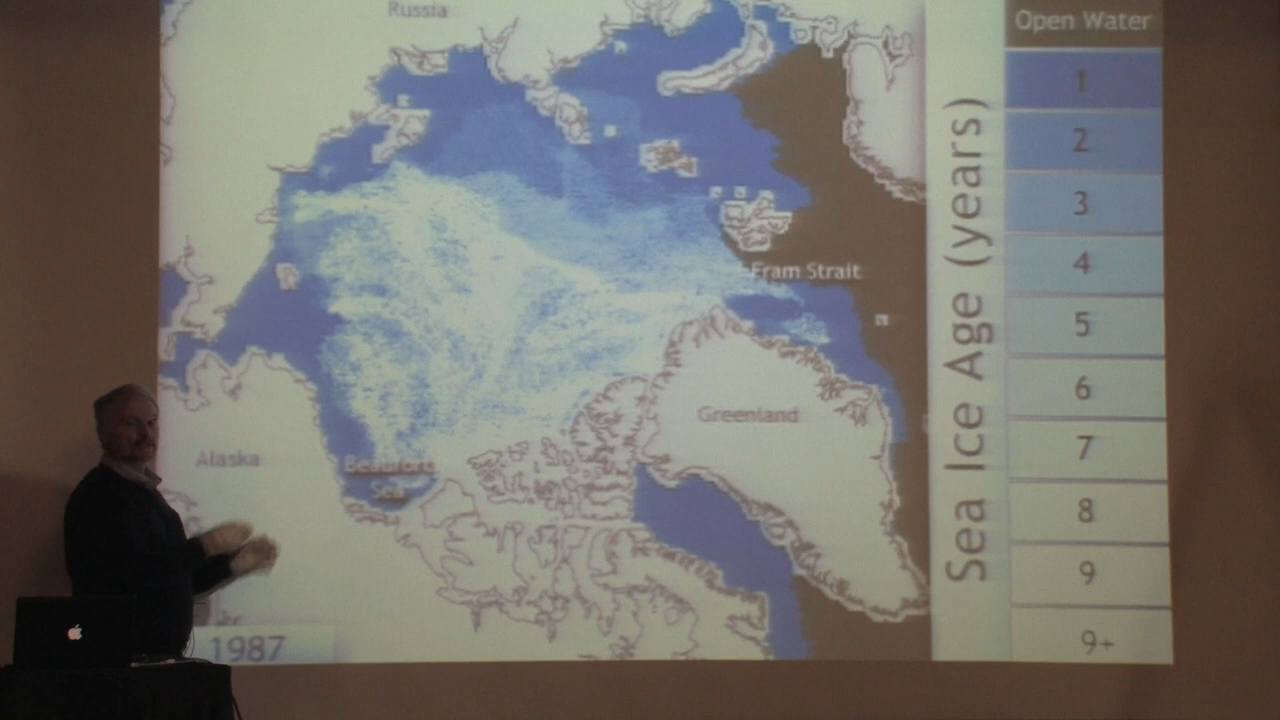 Russia
Open Water
1
2
3
Fram Strait
4
5
6
Greenland
7
Alaska
Beaufort
Sea
8
9
9+
Sea Ice Age (years)
1987